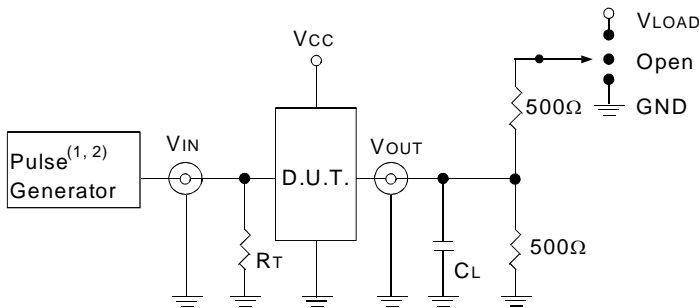 VLOAD
VCC
Open
500Ω
GND
Pulse(1, 2)
Generator
VIN
D.U.T.
VOUT
RT
CL
500Ω